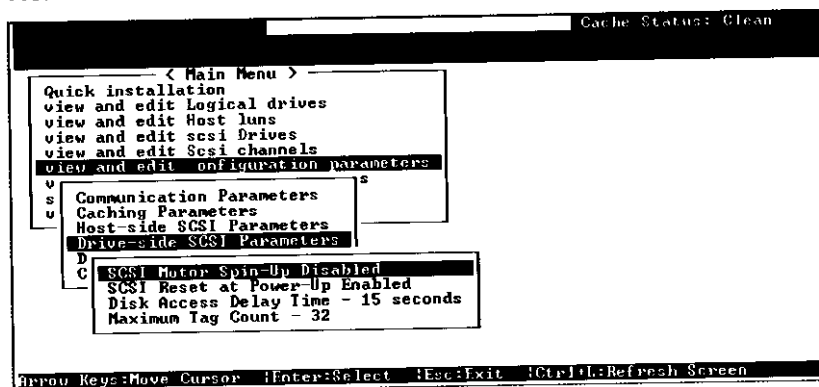 Cache Status: Clean
< Main Menu >
Quick installation
view and edit Logical drives
view and edit Host luns
view and edit scsi Drives
view and edit Scsi channels
view and edit onfiguration parameters
v s
s Communication Parameters
v Caching Parameters
Host-side SCSI Parameters
Drive-side SCSI Parameters
D
C SCSI Motor Spin-Up Disabled
SCSI Reset at Power-Up Enabled
Disk Access Delay Time - 15 seconds
Maximum Tag Count - 32
Arrow Keys:Move Cursor |Enter:Select |Esc:Exit |Ctrl+L:Refresh Screen